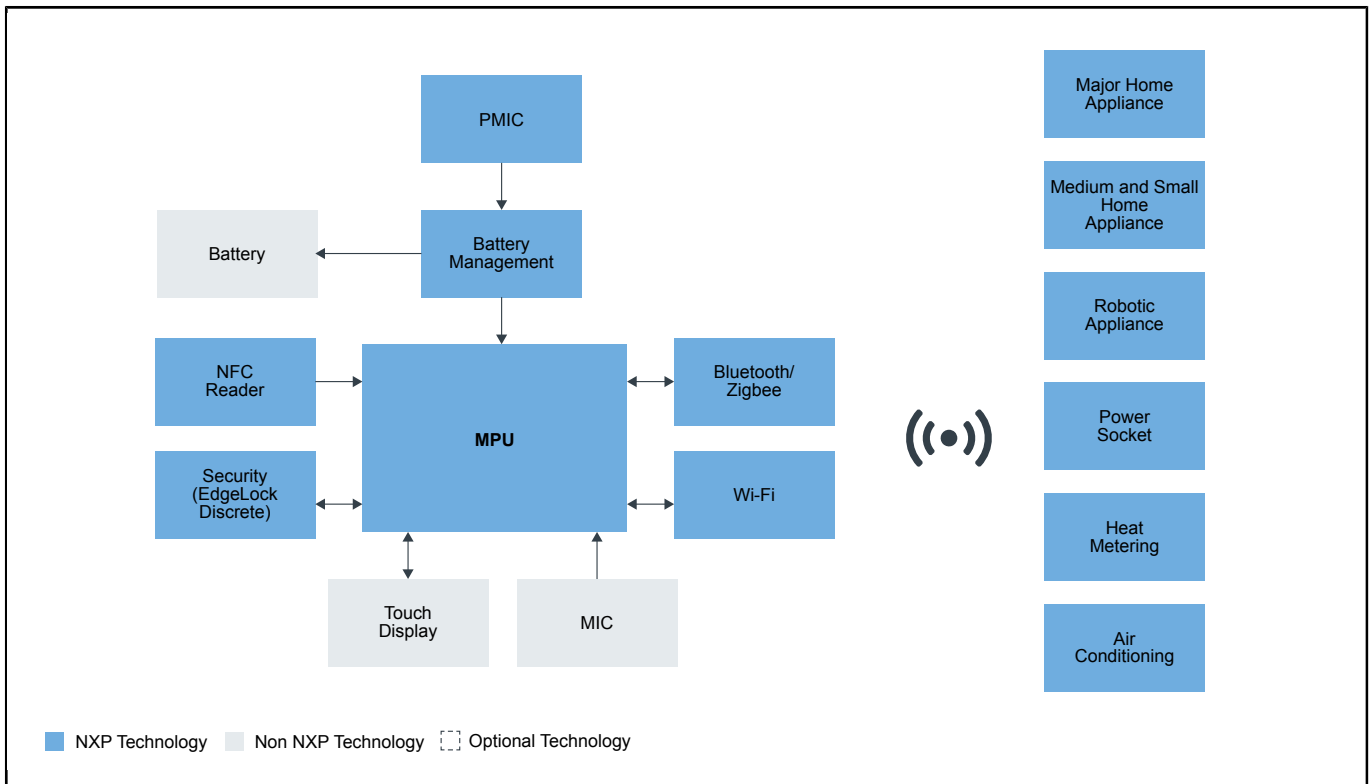 PMIC
Battery
Battery
Management
NFC
Reader
MPU
Bluetooth/
Zigbee
Security
(EdgeLock
Discrete)
Wi-Fi
Touch
Display
MIC
Major Home
Appliance
Medium and Small
Home
Appliance
Robotic
Appliance
Power
Socket
Heat
Metering
Air
Conditioning
NXP Technology
Non NXP Technology
Optional Technology